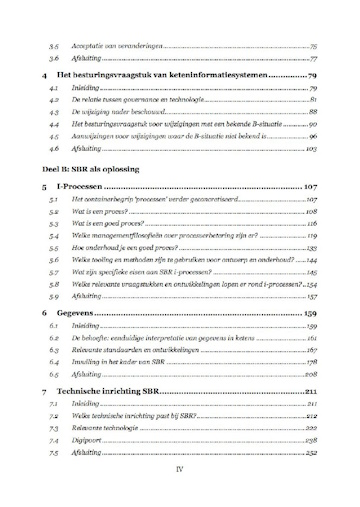 3.5 Acceptatie van veranderingen 75
3.6 Afsluiting 77
4 Het besturingsvraagstuk van keteninformatiesystemen 79
4.1 Inleiding 79
4.2 De relatie tussen governance en technologie 81
4.3 De wijziging nader beschouwd 88
4.4 Het besturingsvraagstuk voor wijzigingen met een bekende B-situatie 90
4.5 Aanwijzingen voor wijzigingen waar de B-situatie niet bekend is 96
4.6 Afsluiting 103
Deel B: SBR als oplossing
5 I-Processen 107
5.1 Het containerbegrip 'processen' verder geconcretiseerd 107
5.2 Wat is een proces? 108
5.3 Wat is een goed proces? 116
5.4 Welke managementfilosofieën over procesverbetering zijn er? 119
5.5 Hoe onderhoud je een goed proces? 133
5.6 Welke tooling en methoden zijn te gebruiken voor ontwerp en onderhoud? 144
5.7 Wat zijn specifieke eisen aan SBR i-processen? 145
5.8 Welke relevante vraagstukken en ontwikkelingen lopen er rond i-processen? 154
5.9 Afsluiting 157
6 Gegevens 159
6.1 Inleiding 159
6.2 De behoefte: eenduidige interpretatie van gegevens in ketens 161
6.3 Relevante standaarden en ontwikkelingen 167
6.4 Invulling in het kader van SBR 178
6.5 Afsluiting 208
7 Technische inrichting SBR 211
7.1 Inleiding 211
7.2 Welke technische inrichting past bij SBR? 212
7.3 Relevante technologie 222
7.4 Digipoort 238
7.5 Afsluiting 252
IV